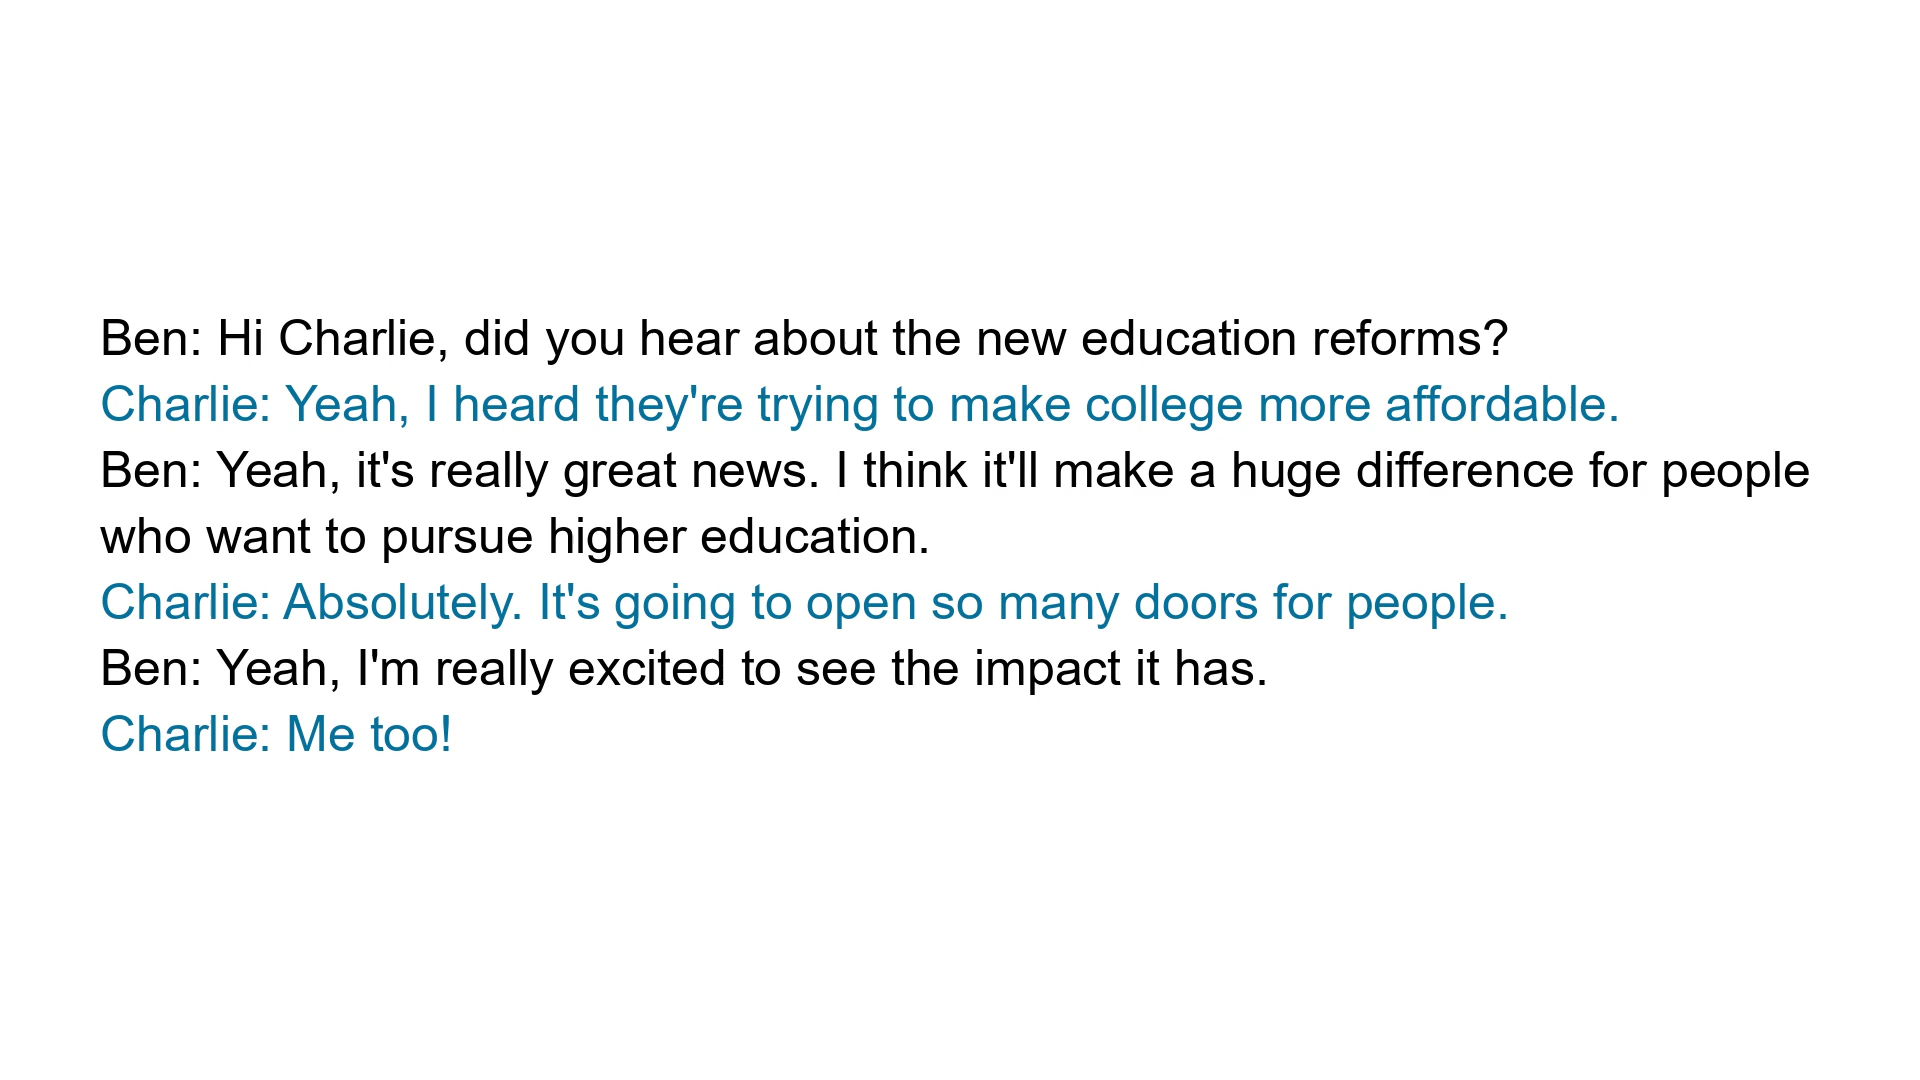 Ben: Hi Charlie, did you hear about the new education reforms?
Charlie: Yeah, I heard they're trying to make college more affordable.
Ben: Yeah, it's really great news. I think it'll make a huge difference for people
who want to pursue higher education.
Charlie: Absolutely. It's going to open so many doors for people.
Ben: Yeah, I'm really excited to see the impact it has.
Charlie: Me too!